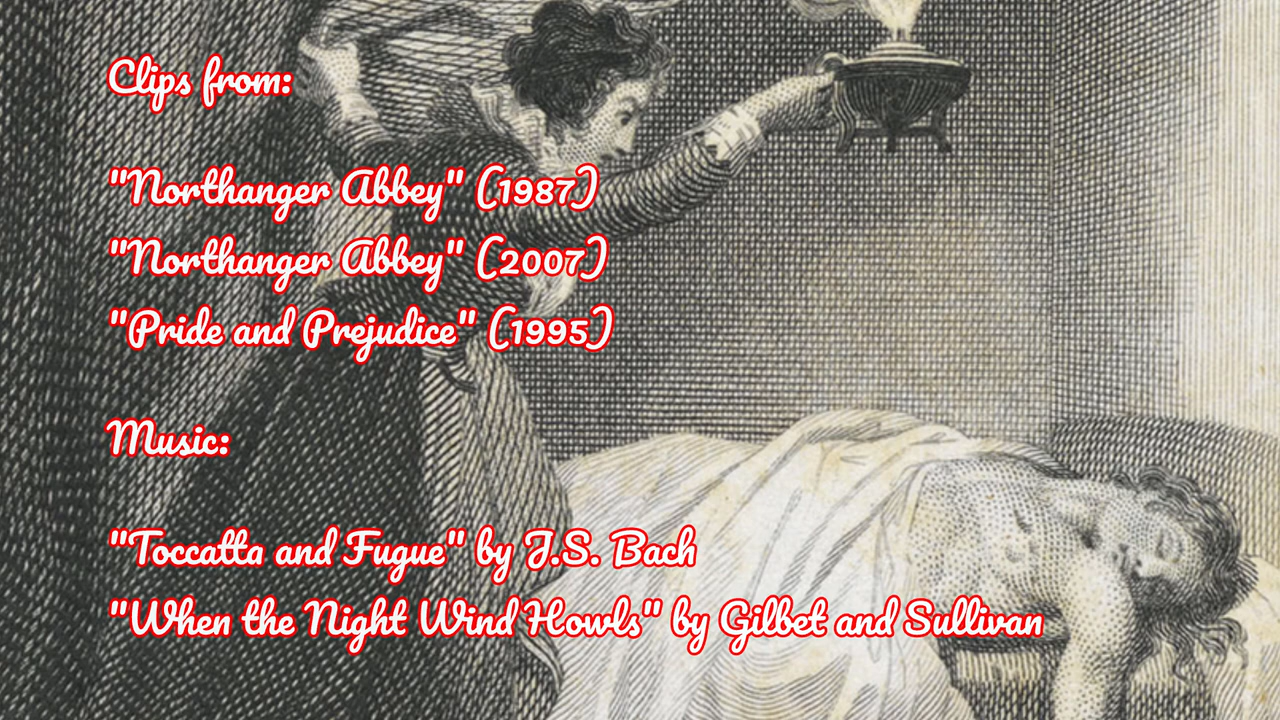 Clips from:
"Northanger Abbey" (1987)
"Northanger Abbey" (2007)
"Pride and Prejudice" (1995)
Music:
"Toccatta and Fugue" by J.S. Bach
"When the Night Wind Howls" by Gilbet and Sullivan